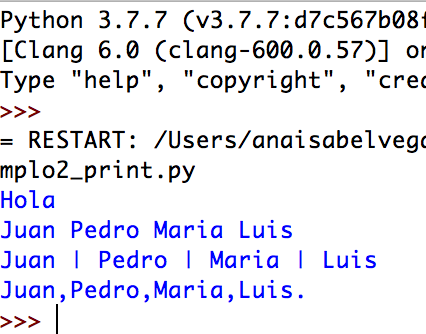 Python 3.7.7 (v3.7.7:d7c567b08f
[Clang 6.0 (clang-600.0.57)] on
Type "help", "copyright", "cre
>>>
= RESTART: /Users/anaisabelveg
mplo2_print.py
Hola
Juan Pedro Maria Luis
Juan | Pedro | Maria | Luis
Juan,Pedro,Maria,Luis.
>>>